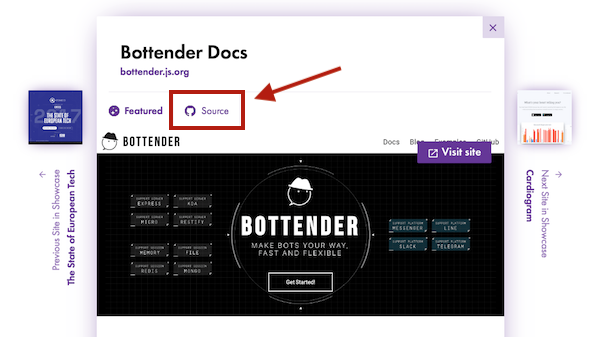 Bottender Docs
bottender.js.org
Featured
Source
BOTTENDER
Docs Blog Examples GitHub
Visit site
THE STATE OF
EUROPEAN TECH
← Previous Site in Showcase
The State of European Tech
→ Next Site in Showcase
Cardiogram
SUPPORT SERVER
EXPRESS
SUPPORT SERVER
KOA
SUPPORT SERVER
MICRO
SUPPORT SERVER
RESTIFY
SUPPORT SESSION
MEMORY
SUPPORT SESSION
FILE
SUPPORT SESSION
REDIS
SUPPORT SESSION
MONGO
BOTTENDER
MAKE BOTS YOUR WAY,
FAST AND FLEXIBLE
Get Started!
SUPPORT PLATFORM
MESSENGER
SUPPORT PLATFORM
LINE
SUPPORT PLATFORM
SLACK
SUPPORT PLATFORM
TELEGRAM